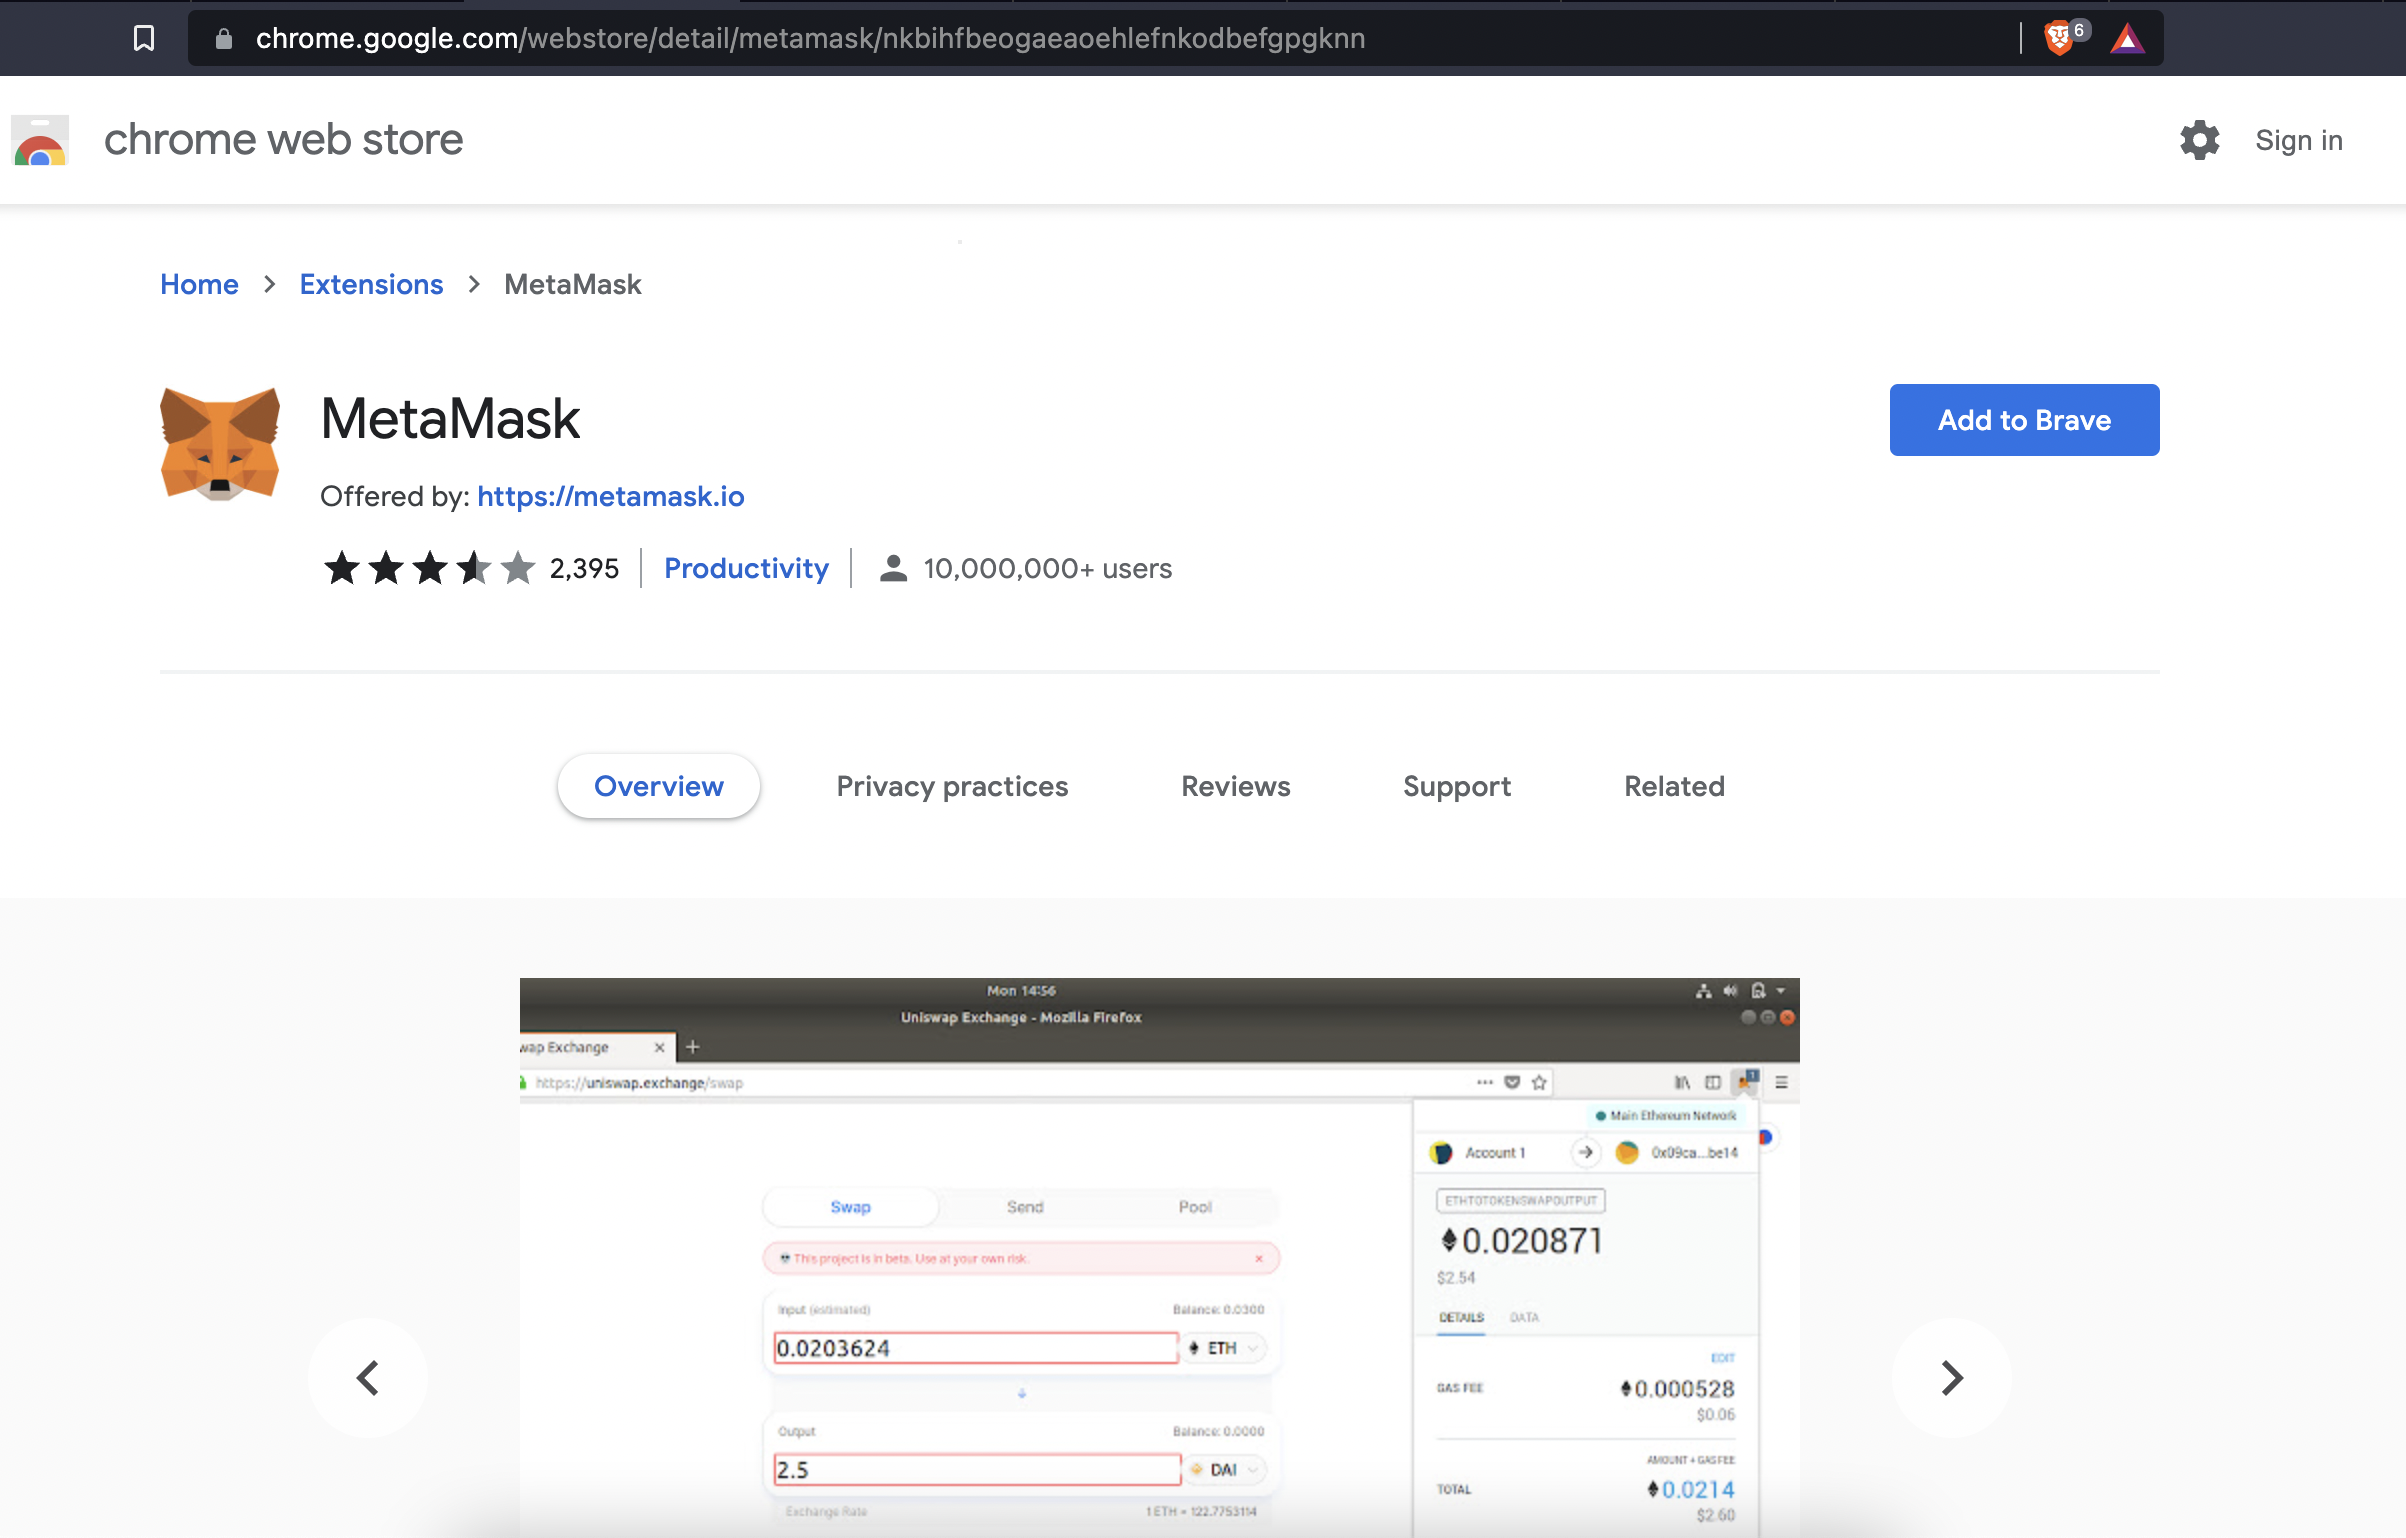 chrome.google.com/webstore/detail/metamask/nkbihfbeogaeaoehlefnkodbefgpgknn
6
chrome web store
Sign in
Home > Extensions > MetaMask
MetaMask
Add to Brave
Offered by: https://metamask.io
2,395 Productivity 10,000,000+ users
Overview Privacy practices Reviews Support Related
Mon 14:56
Uniswap Exchange - Mozilla Firefox
wap Exchange × +
https://uniswap.exchange/swap
1
Main Ethereum Network
Account 1 0x09ca...be14
Swap Send Pool
ETHTOTOKENSWAPOUTPUT
0.020871
This project is in beta. Use at your own risk. ×
$2.54
Input (estimated) Balance: 0.0300
DETAILS DATA
0.0203624 ETH
EDIT
GAS FEE 0.000528
$0.06
Output Balance: 0.0000
AMOUNT + GAS FEE
2.5 DAI
TOTAL 0.0214
Exchange Rate 1 ETH = 122.7753114
$2.60